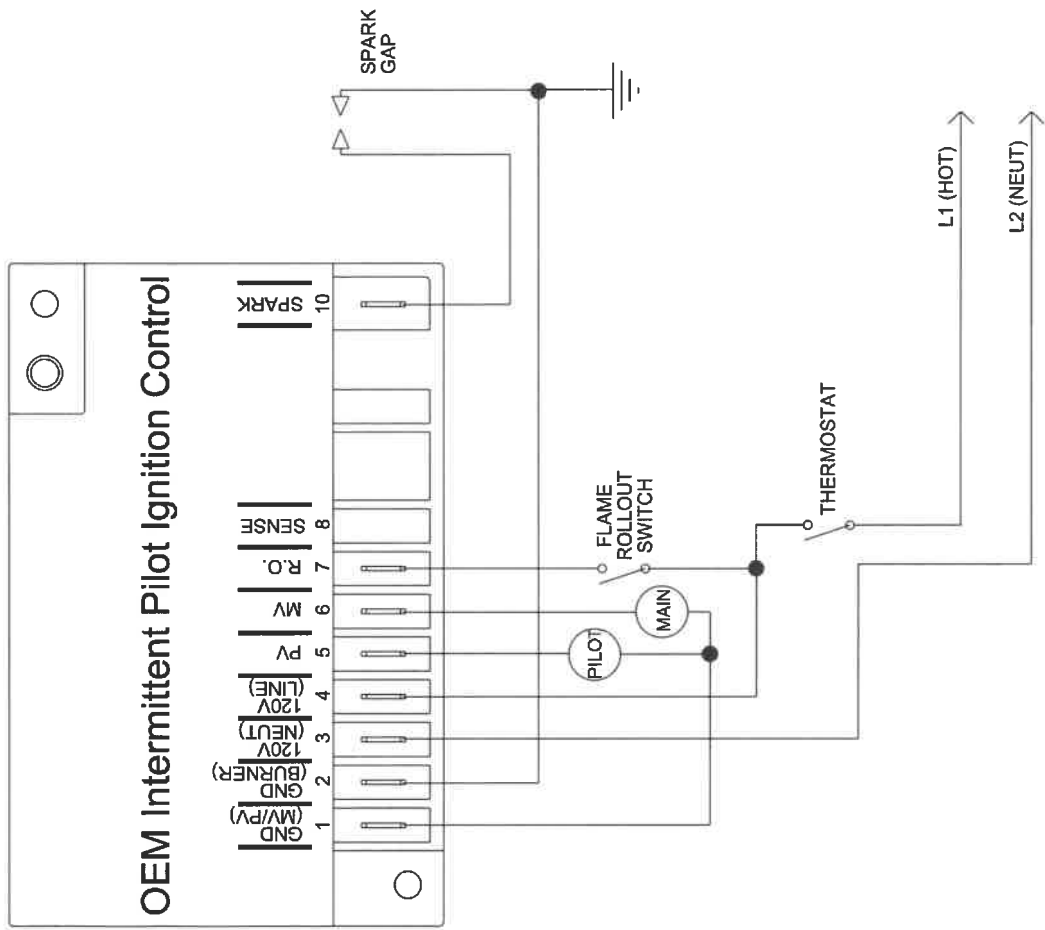 OEM Intermittent Pilot Ignition Control
GND
(MV/PV)
1
GND
(BURNER)
2
120V
(NEUT)
3
120V
(LINE)
4
PV
5
MV
6
R.O.
7
SENSE
8
SPARK
10
SPARK
GAP
FLAME
ROLLOUT
SWITCH
PILOT
MAIN
THERMOSTAT
L1 (HOT)
L2 (NEUT)